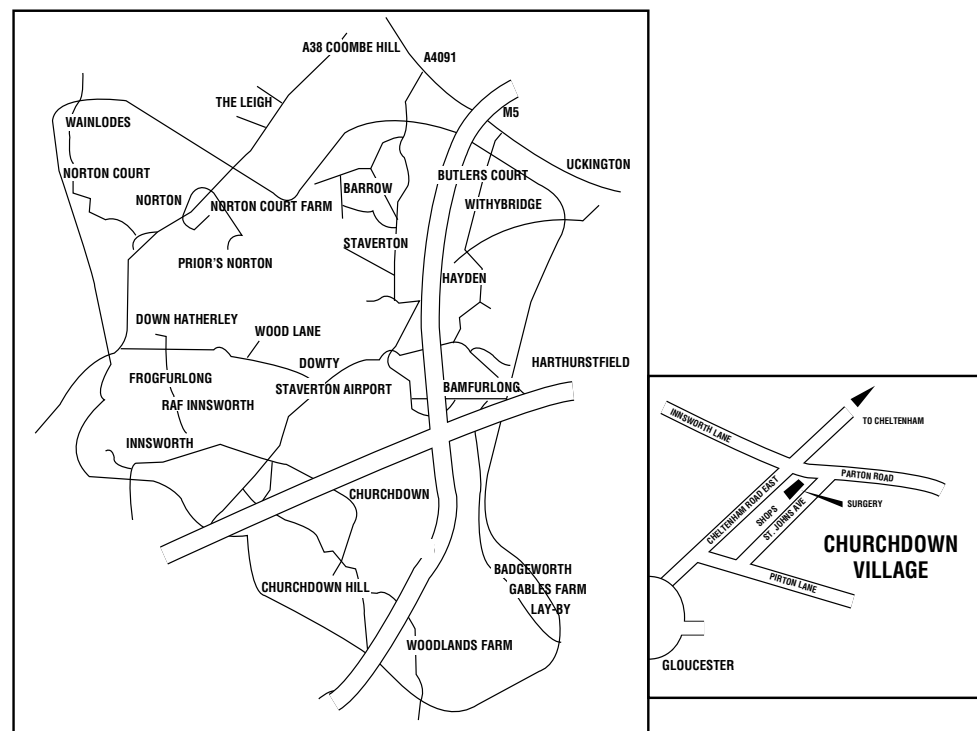 A38 COOMBE HILL
A4091
THE LEIGH
M5
WAINLODES
UCKINGTON
NORTON COURT
BUTLERS COURT
BARROW
NORTON
NORTON COURT FARM
WITHYBRIDGE
STAVERTON
PRIOR'S NORTON
HAYDEN
DOWN HATHERLEY
WOOD LANE
DOWTY
HARTHURSTFIELD
FROGFURLONG
STAVERTON AIRPORT
BAMFURLONG
RAF INNSWORTH
INNSWORTH
CHURCHDOWN
BADGEWORTH
CHURCHDOWN HILL
GABLES FARM
LAY-BY
WOODLANDS FARM
INNSWORTH LANE
TO CHELTENHAM
PARTON ROAD
CHELTENHAM ROAD EAST
SHOPS
ST. JOHNS AVE
SURGERY
CHURCHDOWN
VILLAGE
PIRTON LANE
GLOUCESTER